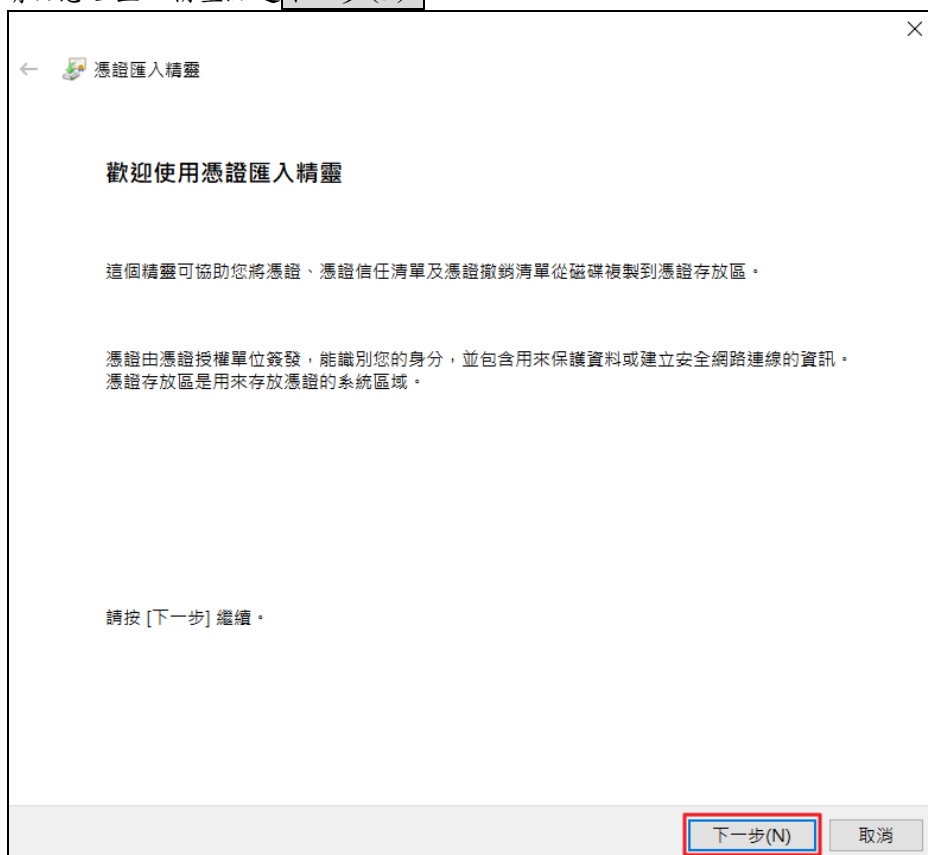 憑證匯入精靈
歡迎使用憑證匯入精靈
這個精靈可協助您將憑證、憑證信任清單及憑證撤銷清單從磁碟複製到憑證存放區。
憑證由憑證授權單位簽發，能識別您的身分，並包含用來保護資料或建立安全網路連線的資訊。
憑證存放區是用來存放憑證的系統區域。
請按 [下一步] 繼續。
下一步(N)
取消